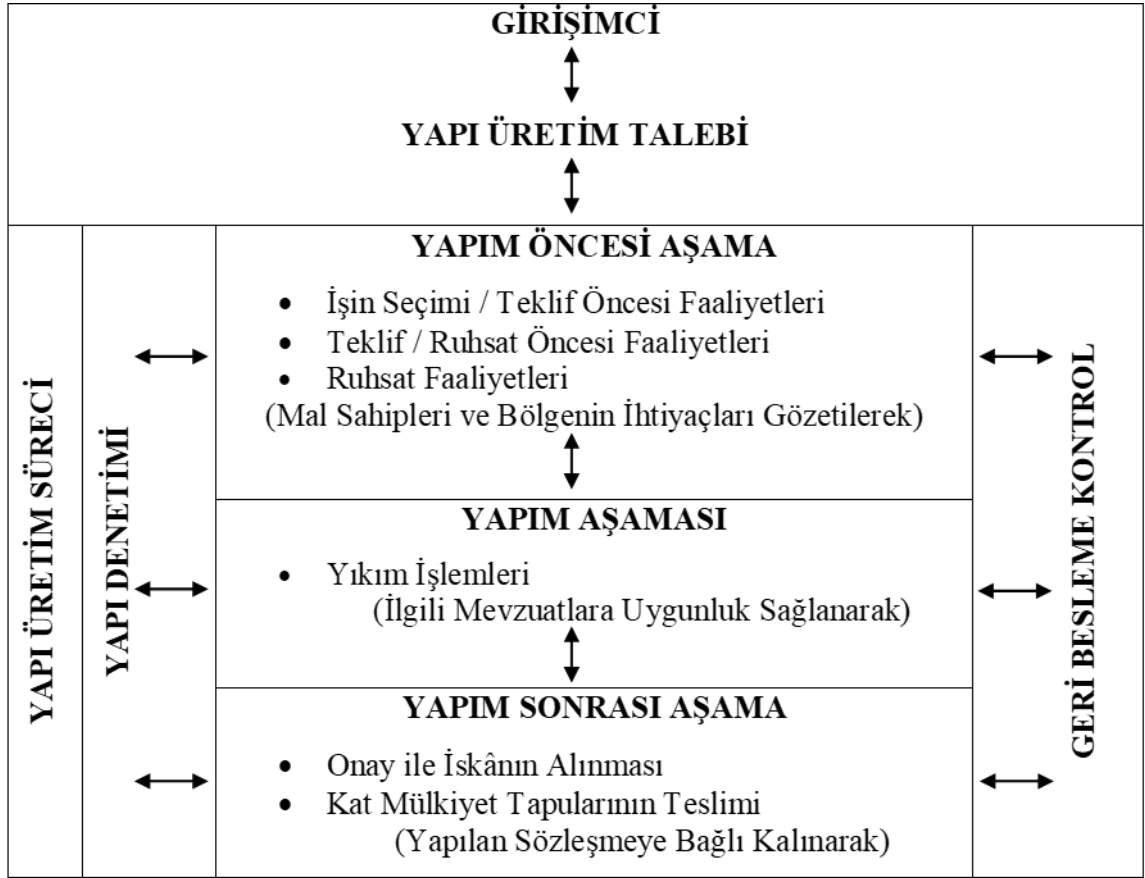 GİRİŞİMCİ
YAPI ÜRETİM TALEBİ
YAPI ÜRETİM SÜRECİ
YAPI DENETİMİ
YAPIM ÖNCESİ AŞAMA
• İşin Seçimi / Teklif Öncesi Faaliyetleri
• Teklif / Ruhsat Öncesi Faaliyetleri
• Ruhsat Faaliyetleri
(Mal Sahipleri ve Bölgenin İhtiyaçları Gözetilerek)
YAPIM AŞAMASI
• Yıkım İşlemleri
(İlgili Mevzuatlara Uygunluk Sağlanarak)
YAPIM SONRASI AŞAMA
• Onay ile İskânın Alınması
• Kat Mülkiyet Tapularının Teslimi
(Yapılan Sözleşmeye Bağlı Kalınarak)
GERİ BESLEME KONTROL